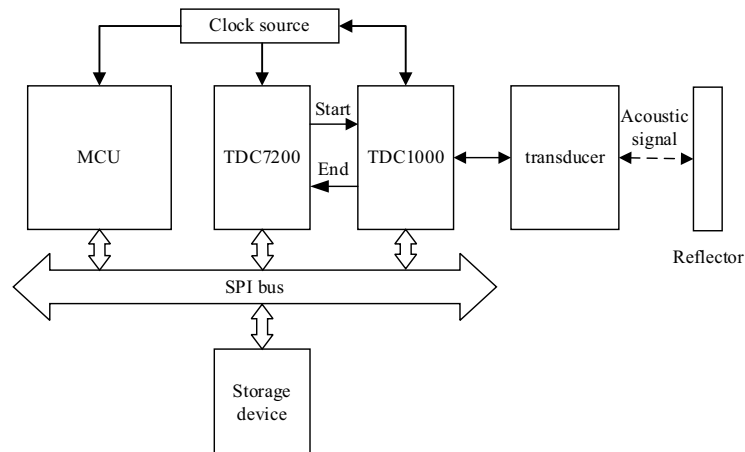 Clock source
MCU
TDC7200
Start
End
TDC1000
transducer
Acoustic
signal
Reflector
SPI bus
Storage
device